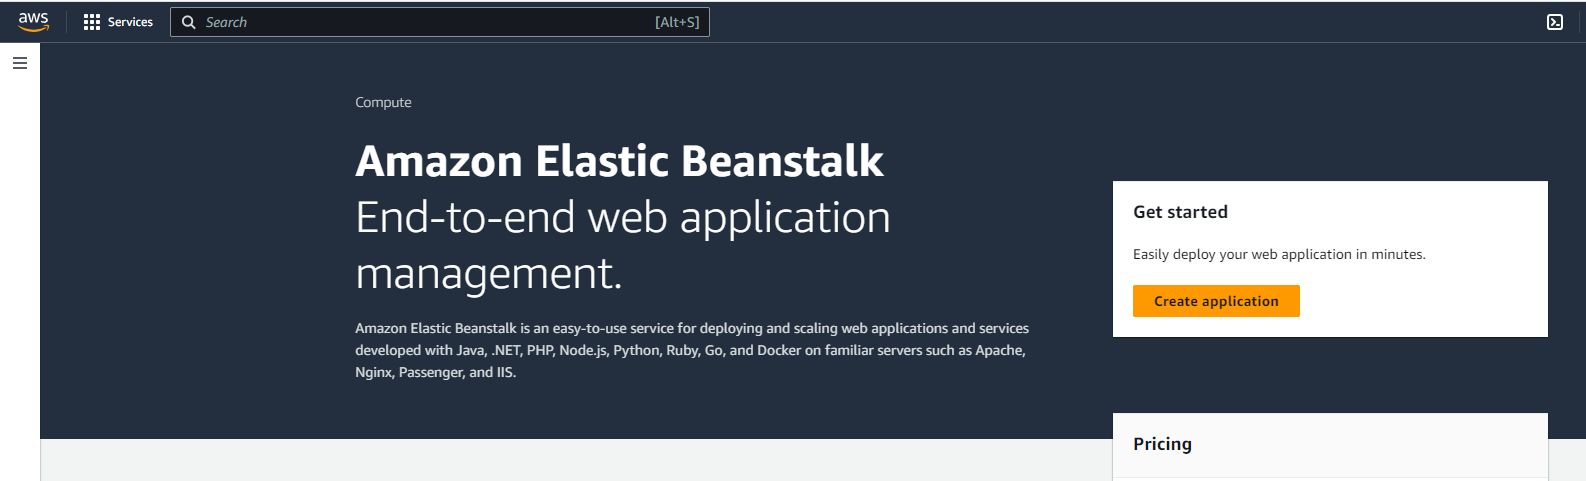 aws
Services
Search
[Alt+S]
Compute
Amazon Elastic Beanstalk
End-to-end web application
management.
Amazon Elastic Beanstalk is an easy-to-use service for deploying and scaling web applications and services
developed with Java, .NET, PHP, Node.js, Python, Ruby, Go, and Docker on familiar servers such as Apache,
Nginx, Passenger, and IIS.
Get started
Easily deploy your web application in minutes.
Create application
Pricing